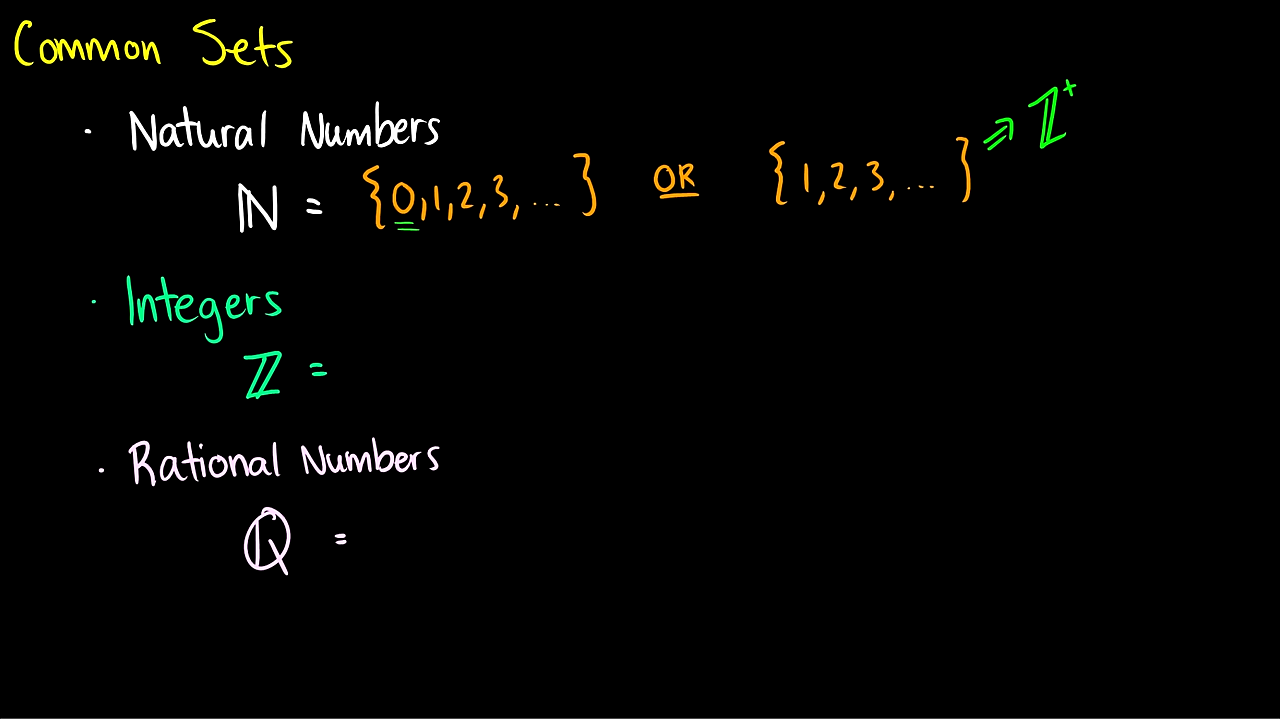 Common Sets
· Natural Numbers
ℕ = {0,1,2,3,...} OR {1,2,3,...} ⇒ ℤ⁺
· Integers
ℤ =
· Rational Numbers
ℚ =